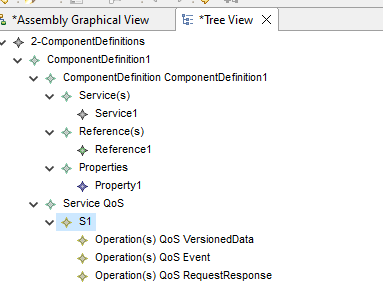 *Assembly Graphical View
*Tree View
2-ComponentDefinitions
ComponentDefinition1
ComponentDefinition ComponentDefinition1
Service(s)
Service1
Reference(s)
Reference1
Properties
Property1
Service QoS
S1
Operation(s) QoS VersionedData
Operation(s) QoS Event
Operation(s) QoS RequestResponse